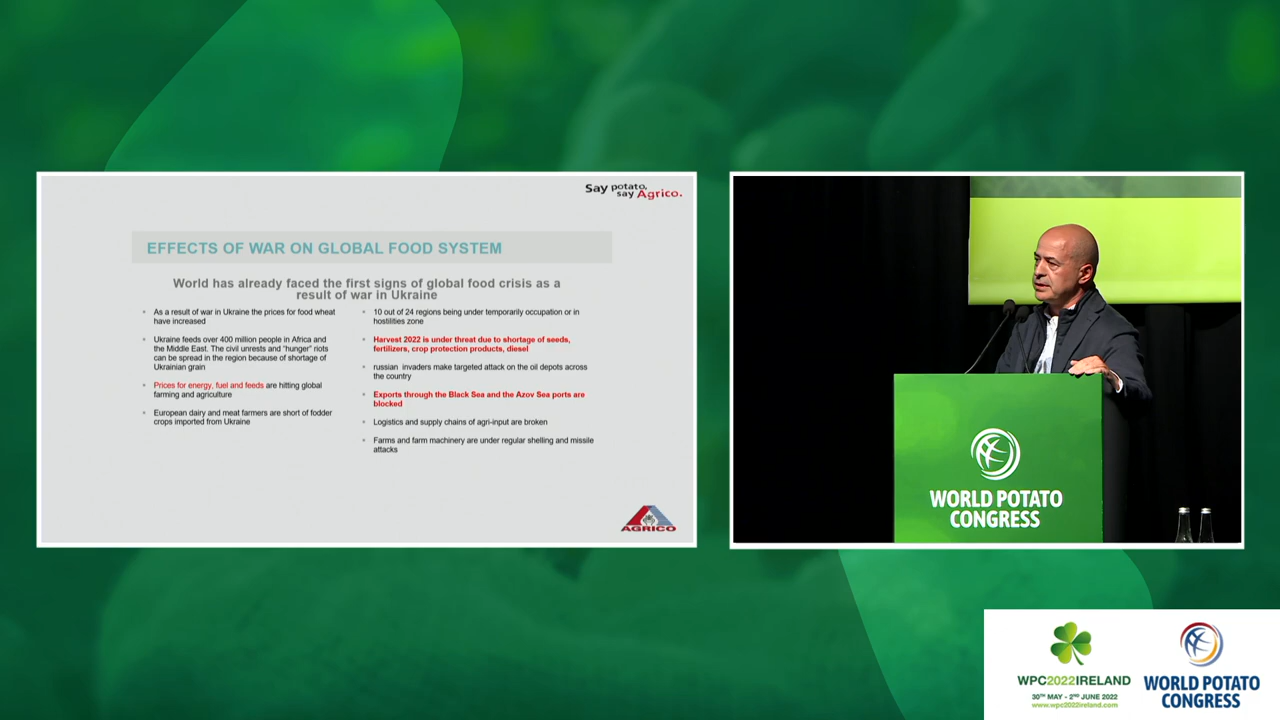 Say potato,
say Agrico.
EFFECTS OF WAR ON GLOBAL FOOD SYSTEM
World has already faced the first signs of global food crisis as a
result of war in Ukraine
As a result of war in Ukraine the prices for food wheat
have increased
Ukraine feeds over 400 million people in Africa and
the Middle East. The civil unrests and "hunger" riots
can be spread in the region because of shortage of
Ukrainian grain
Prices for energy, fuel and feeds are hitting global
farming and agriculture
European dairy and meat farmers are short of fodder
crops imported from Ukraine
10 out of 24 regions being under temporarily occupation or in
hostilities zone
Harvest 2022 is under threat due to shortage of seeds,
fertilizers, crop protection products, diesel
russian invaders make targeted attack on the oil depots across
the country
Exports through the Black Sea and the Azov Sea ports are
blocked
Logistics and supply chains of agri-input are broken
Farms and farm machinery are under regular shelling and missile
attacks
AGRICO
WORLD POTATO
CONGRESS
WPC2022IRELAND
30TH MAY - 2ND JUNE 2022
www.wpc2022ireland.com
WORLD POTATO
CONGRESS